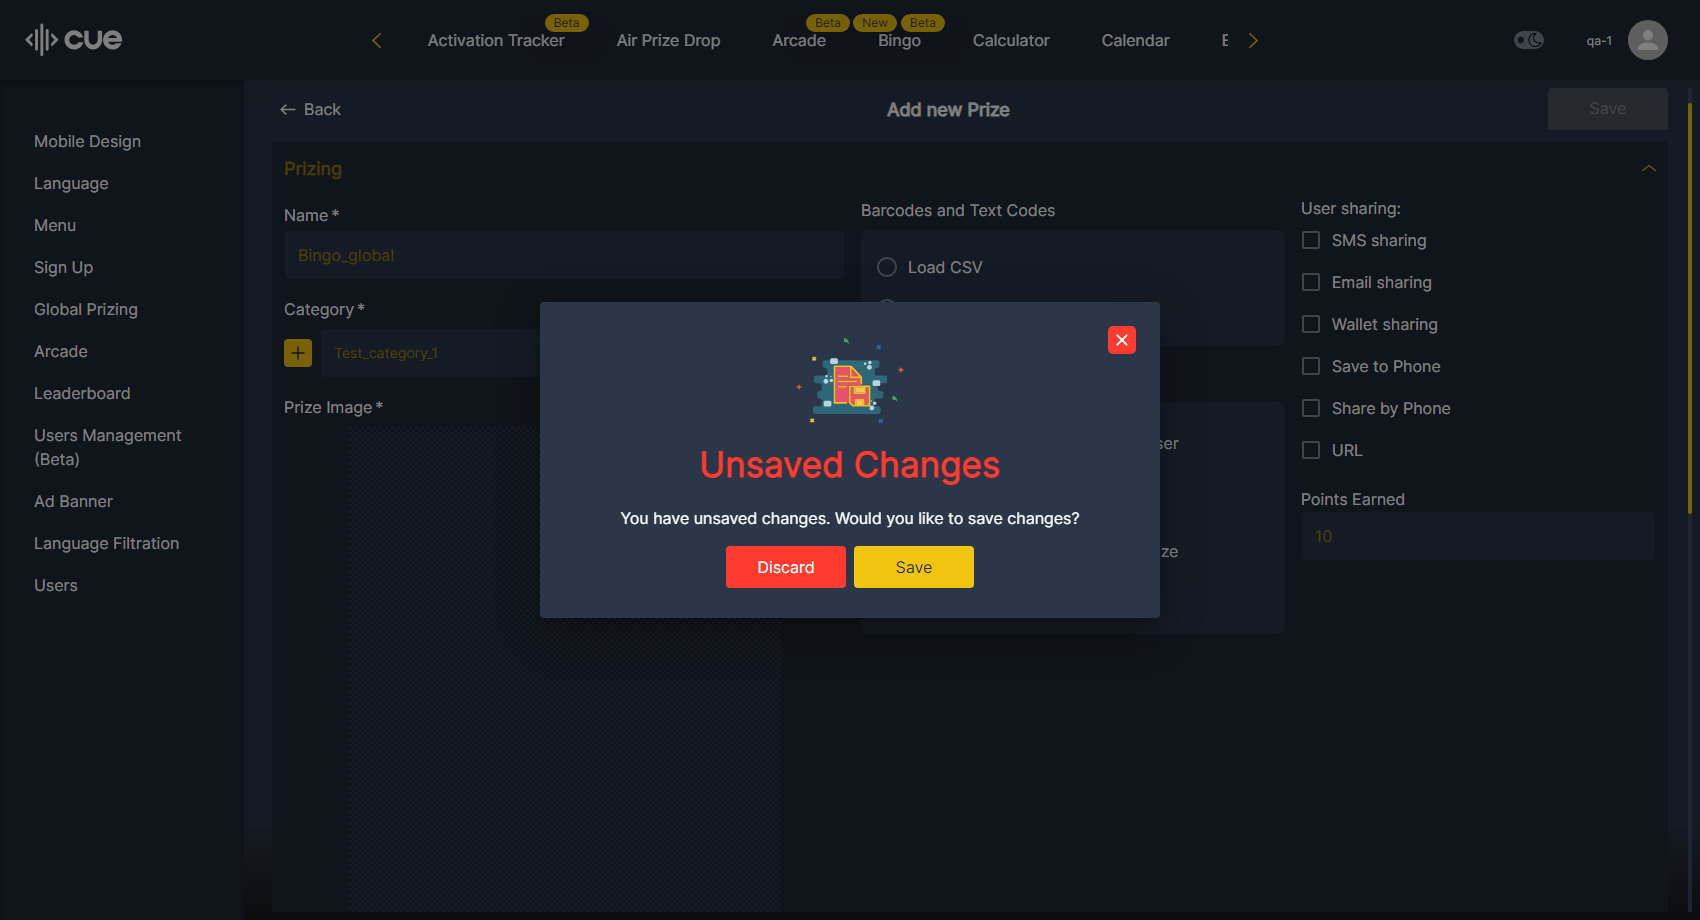 cue
Beta
Activation Tracker
Air Prize Drop
Beta
Arcade
New
Beta
Bingo
Calculator
Calendar
qa-1
Mobile Design
Language
Menu
Sign Up
Global Prizing
Arcade
Leaderboard
Users Management
(Beta)
Ad Banner
Language Filtration
Users
Back
Add new Prize
Save
Prizing
Name*
Bingo_global
Category*
Test_category_1
Prize Image*
Barcodes and Text Codes
Load CSV
User sharing:
SMS sharing
Email sharing
Wallet sharing
Save to Phone
Share by Phone
URL
Points Earned
10
Unsaved Changes
You have unsaved changes. Would you like to save changes?
Discard
Save